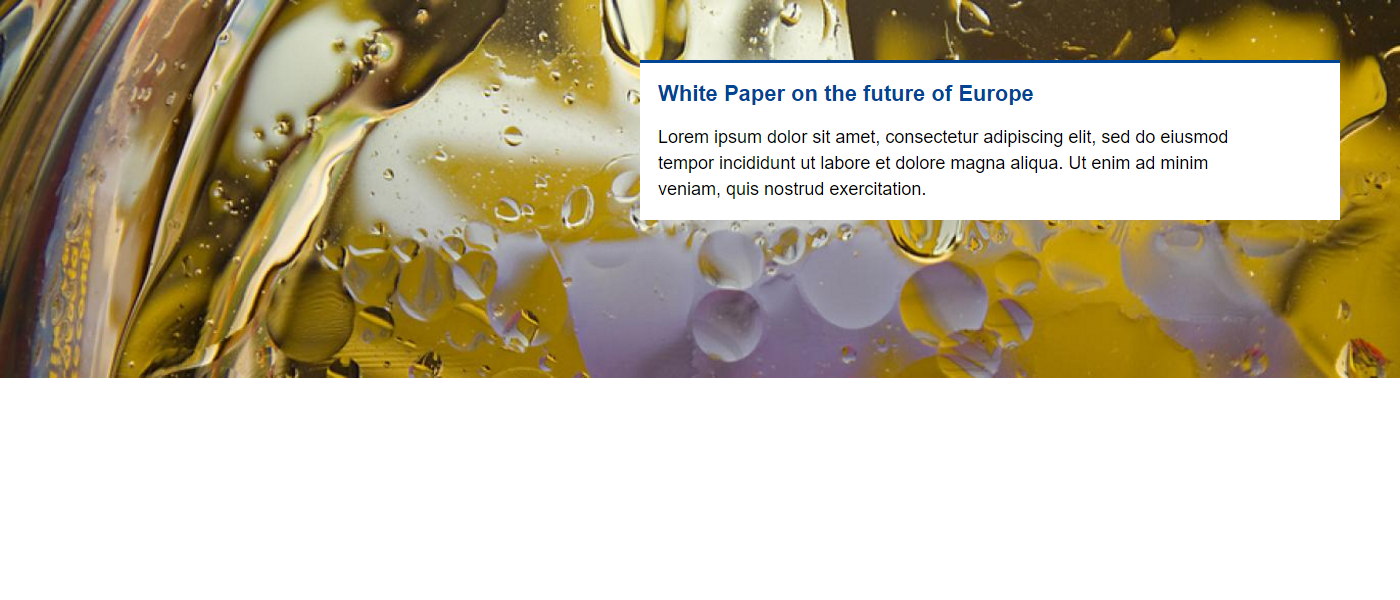 White Paper on the future of Europe
Lorem ipsum dolor sit amet, consectetur adipiscing elit, sed do eiusmod
tempor incididunt ut labore et dolore magna aliqua. Ut enim ad minim
veniam, quis nostrud exercitation.